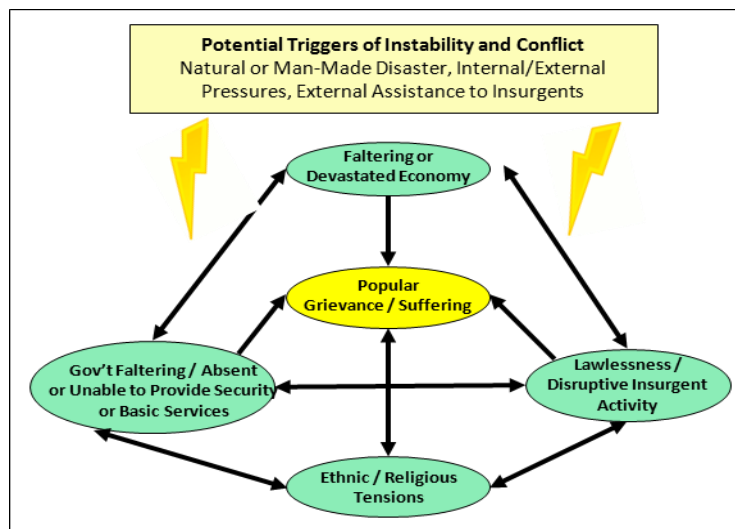 Potential Triggers of Instability and Conflict
Natural or Man-Made Disaster, Internal/External
Pressures, External Assistance to Insurgents
Faltering or
Devastated Economy
Popular
Grievance / Suffering
Gov't Faltering / Absent
or Unable to Provide Security
or Basic Services
Lawlessness /
Disruptive Insurgent
Activity
Ethnic / Religious
Tensions